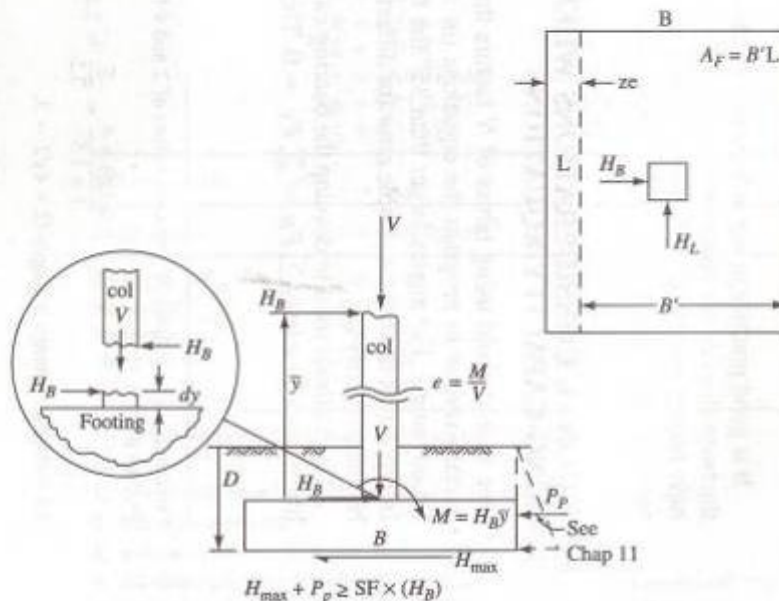 B
A_F = B'L
ze
L
H_B
H_L
B'
V
H_B
col
ȳ
e = M/V
V
H_B
M = H_Bȳ
D
B
P_P
See
Chap 11
H_max
H_max + P_p ≥ SF × (H_B)
col
V
H_B
H_B
dy
Footing